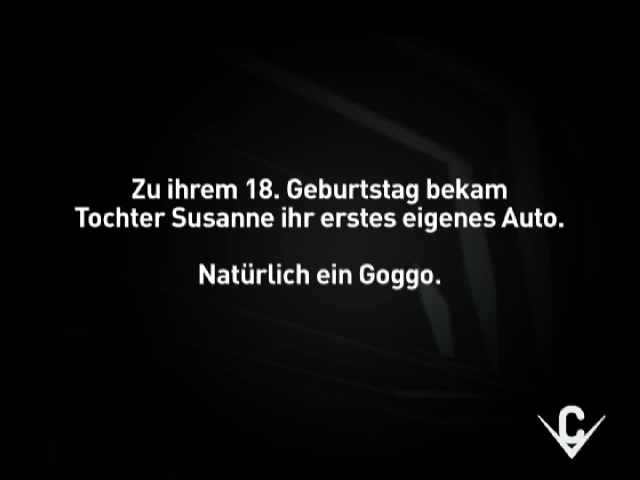 Zu ihrem 18. Geburtstag bekam
Tochter Susanne ihr erstes eigenes Auto.
Natürlich ein Goggo.
C